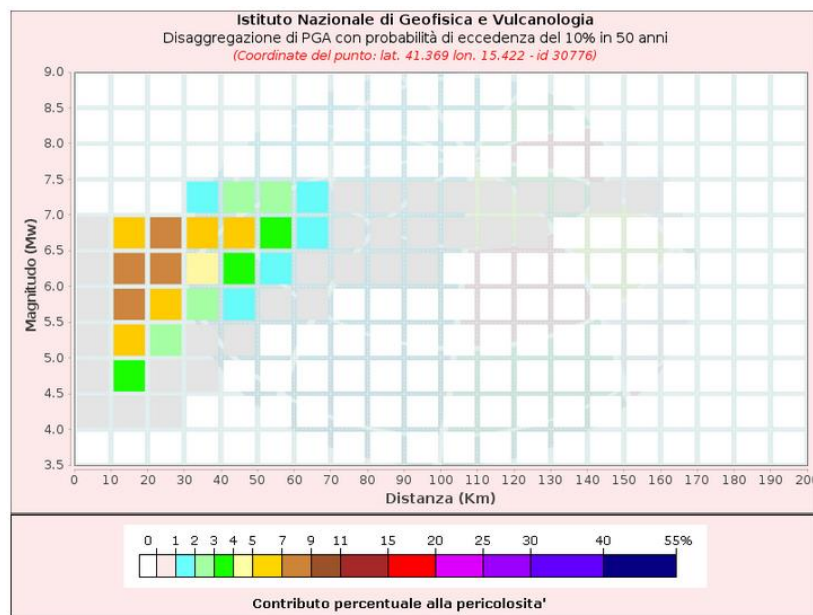 Istituto Nazionale di Geofisica e Vulcanologia
Disaggregazione di PGA con probabilità di eccedenza del 10% in 50 anni
(Coordinate del punto: lat. 41.369 lon. 15.422 - id 30776)
Magnitudo (Mw)
9.0
8.5
8.0
7.5
7.0
6.5
6.0
5.5
5.0
4.5
4.0
3.5
0 10 20 30 40 50 60 70 80 90 100 110 120 130 140 150 160 170 180 190 200
Distanza (Km)
0 1 2 3 4 5 7 9 11 15 20 25 30 40 55%
Contributo percentuale alla pericolosita'